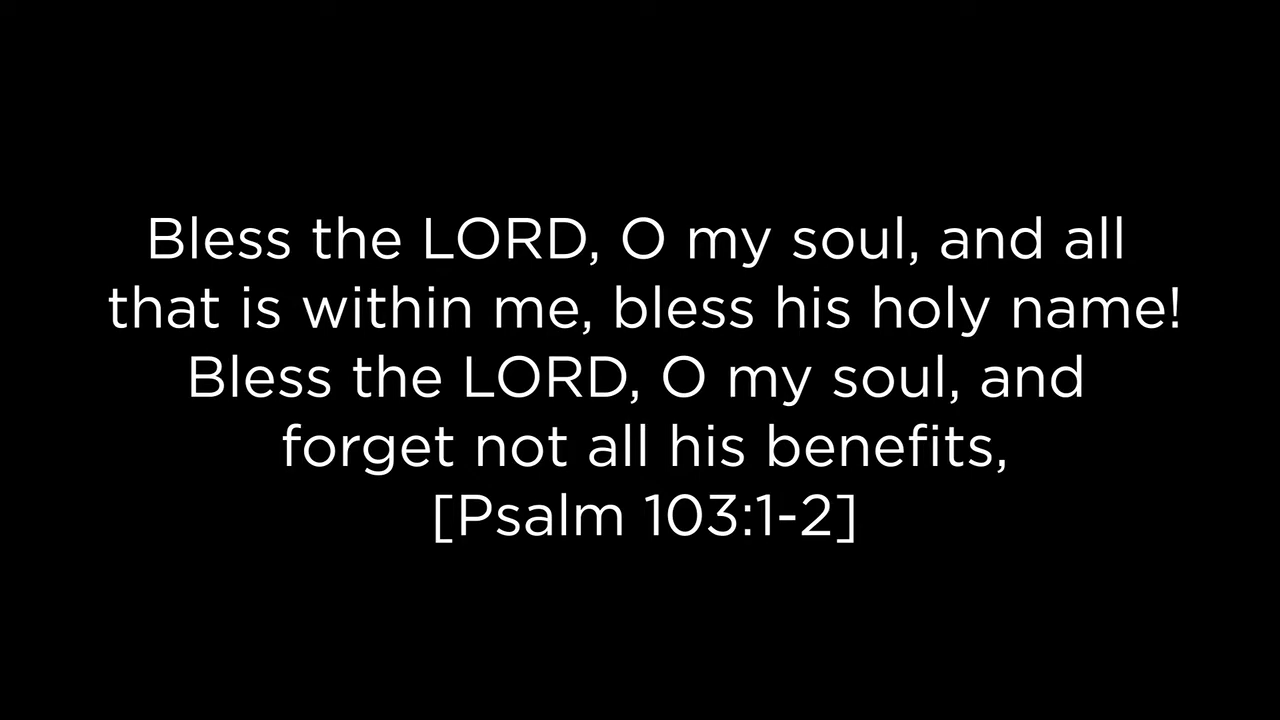 Bless the LORD, O my soul, and all
that is within me, bless his holy name!
Bless the LORD, O my soul, and
forget not all his benefits,
[Psalm 103:1-2]